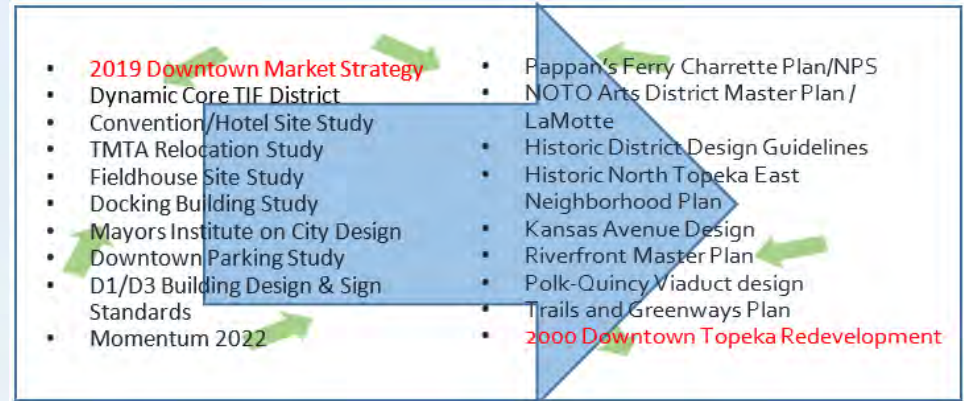 • 2019 Downtown Market Strategy
• Dynamic Core TIF District
• Convention/Hotel Site Study
• TMTA Relocation Study
• Fieldhouse Site Study
• Docking Building Study
• Mayors Institute on City Design
• Downtown Parking Study
• D1/D3 Building Design & Sign
Standards
• Momentum 2022
• Pappan's Ferry Charrette Plan/NPS
• NOTO Arts District Master Plan /
LaMotte
• Historic District Design Guidelines
• Historic North Topeka East
Neighborhood Plan
• Kansas Avenue Design
• Riverfront Master Plan
• Polk-Quincy Viaduct design
• Trails and Greenways Plan
• 2000 Downtown Topeka Redevelopment